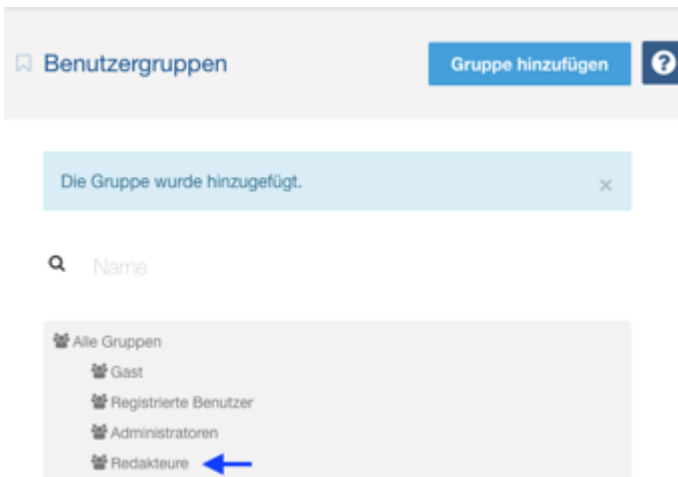 Benutzergruppen
Gruppe hinzufügen
?
Die Gruppe wurde hinzugefügt.
×
Name
Alle Gruppen
Gast
Registrierte Benutzer
Administratoren
Redakteure